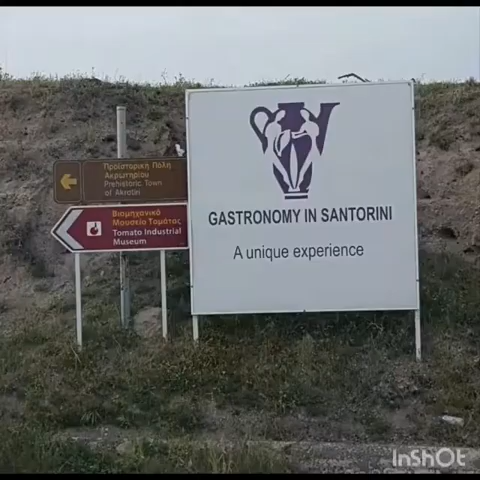 Προϊστορική Πόλη
Ακρωτηρίου
Prehistoric Town
of Akrotiri
Βιομηχανικό
Μουσείο Τομάτας
Tomato Industrial
Museum
GASTRONOMY IN SANTORINI
A unique experience
InShOt